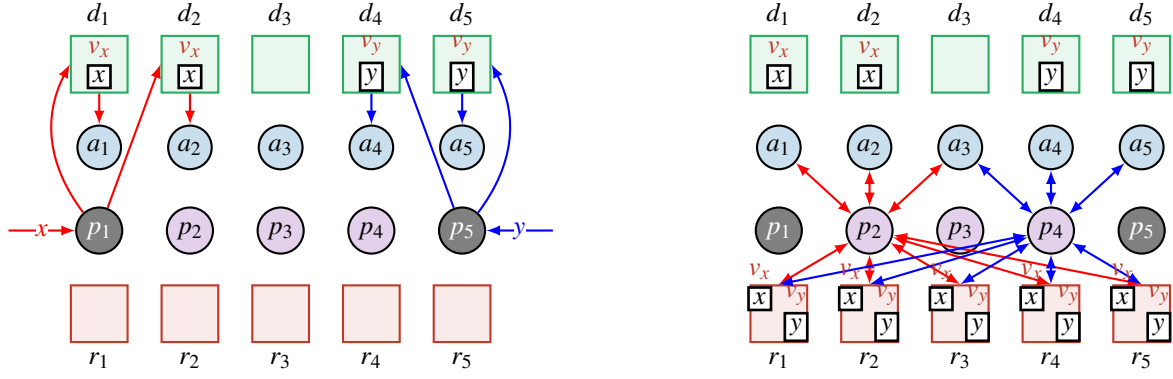 d1 d2 d3 d4 d5
vx vx vy vy
x x y y
a1 a2 a3 a4 a5
x p1 p2 p3 p4 p5 y
r1 r2 r3 r4 r5
d1 d2 d3 d4 d5
vx vx vy vy
x x y y
a1 a2 a3 a4 a5
p1 p2 p3 p4 p5
vx vx vx vx
x vy x vy x vy x vy x vy
y y y y y
r1 r2 r3 r4 r5